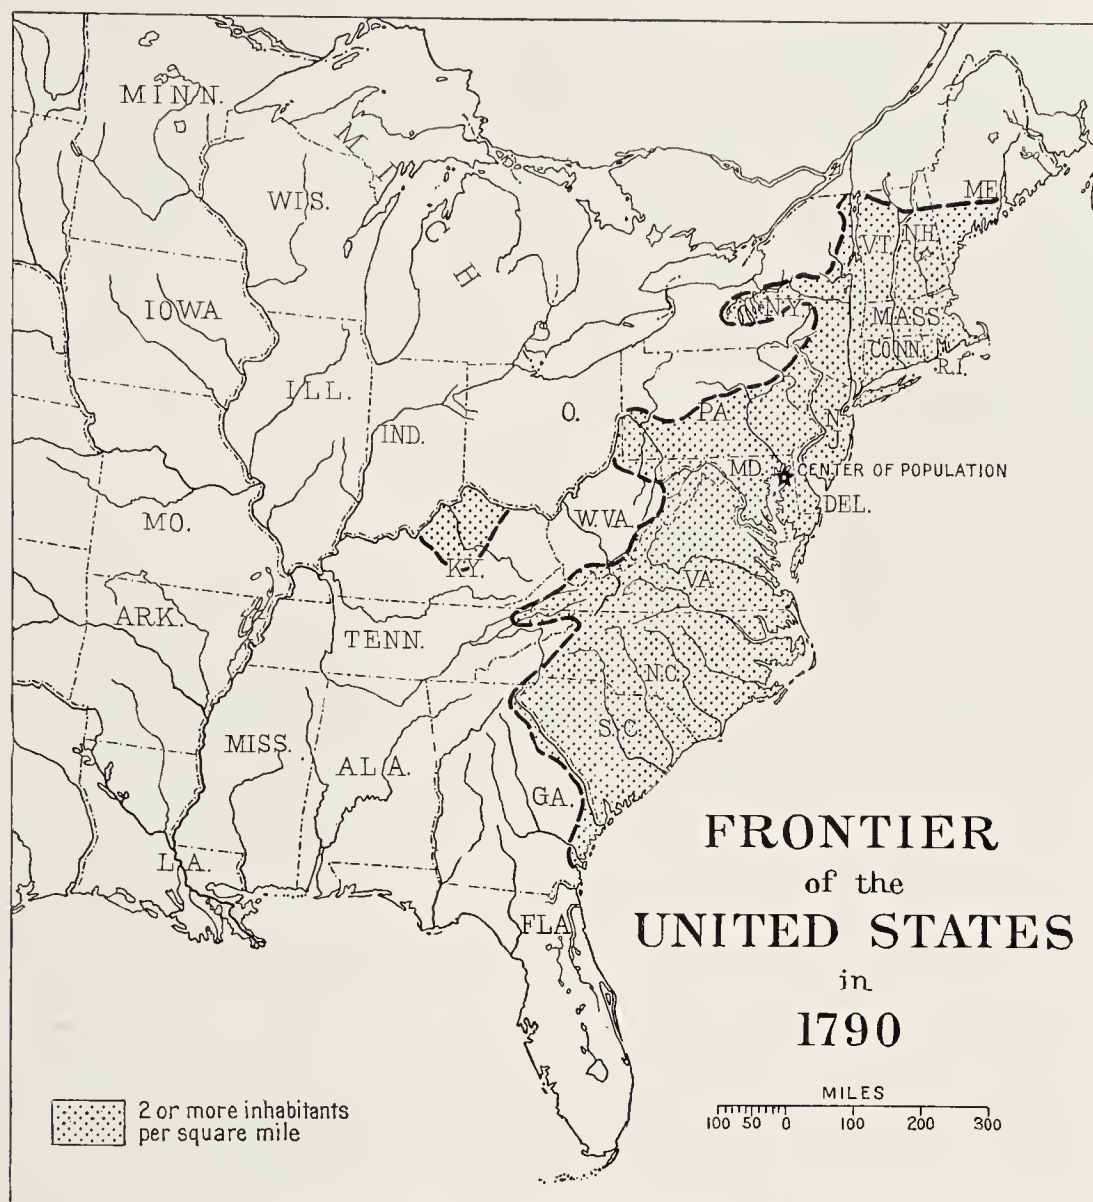 MINN.
MICH
WIS.
ME.
VT.
N.H.
N.Y.
MASS.
CONN.
R.I.
IOWA
ILL.
IND.
O.
PA.
N.
J.
MD.
CENTER OF POPULATION
DEL.
MO.
W.VA.
KY.
VA.
ARK.
TENN.
N.C.
S.C.
MISS.
ALA.
GA.
LA.
FLA.
FRONTIER
of the
UNITED STATES
in
1790
2 or more inhabitants
per square mile
MILES
100 50 0 100 200 300